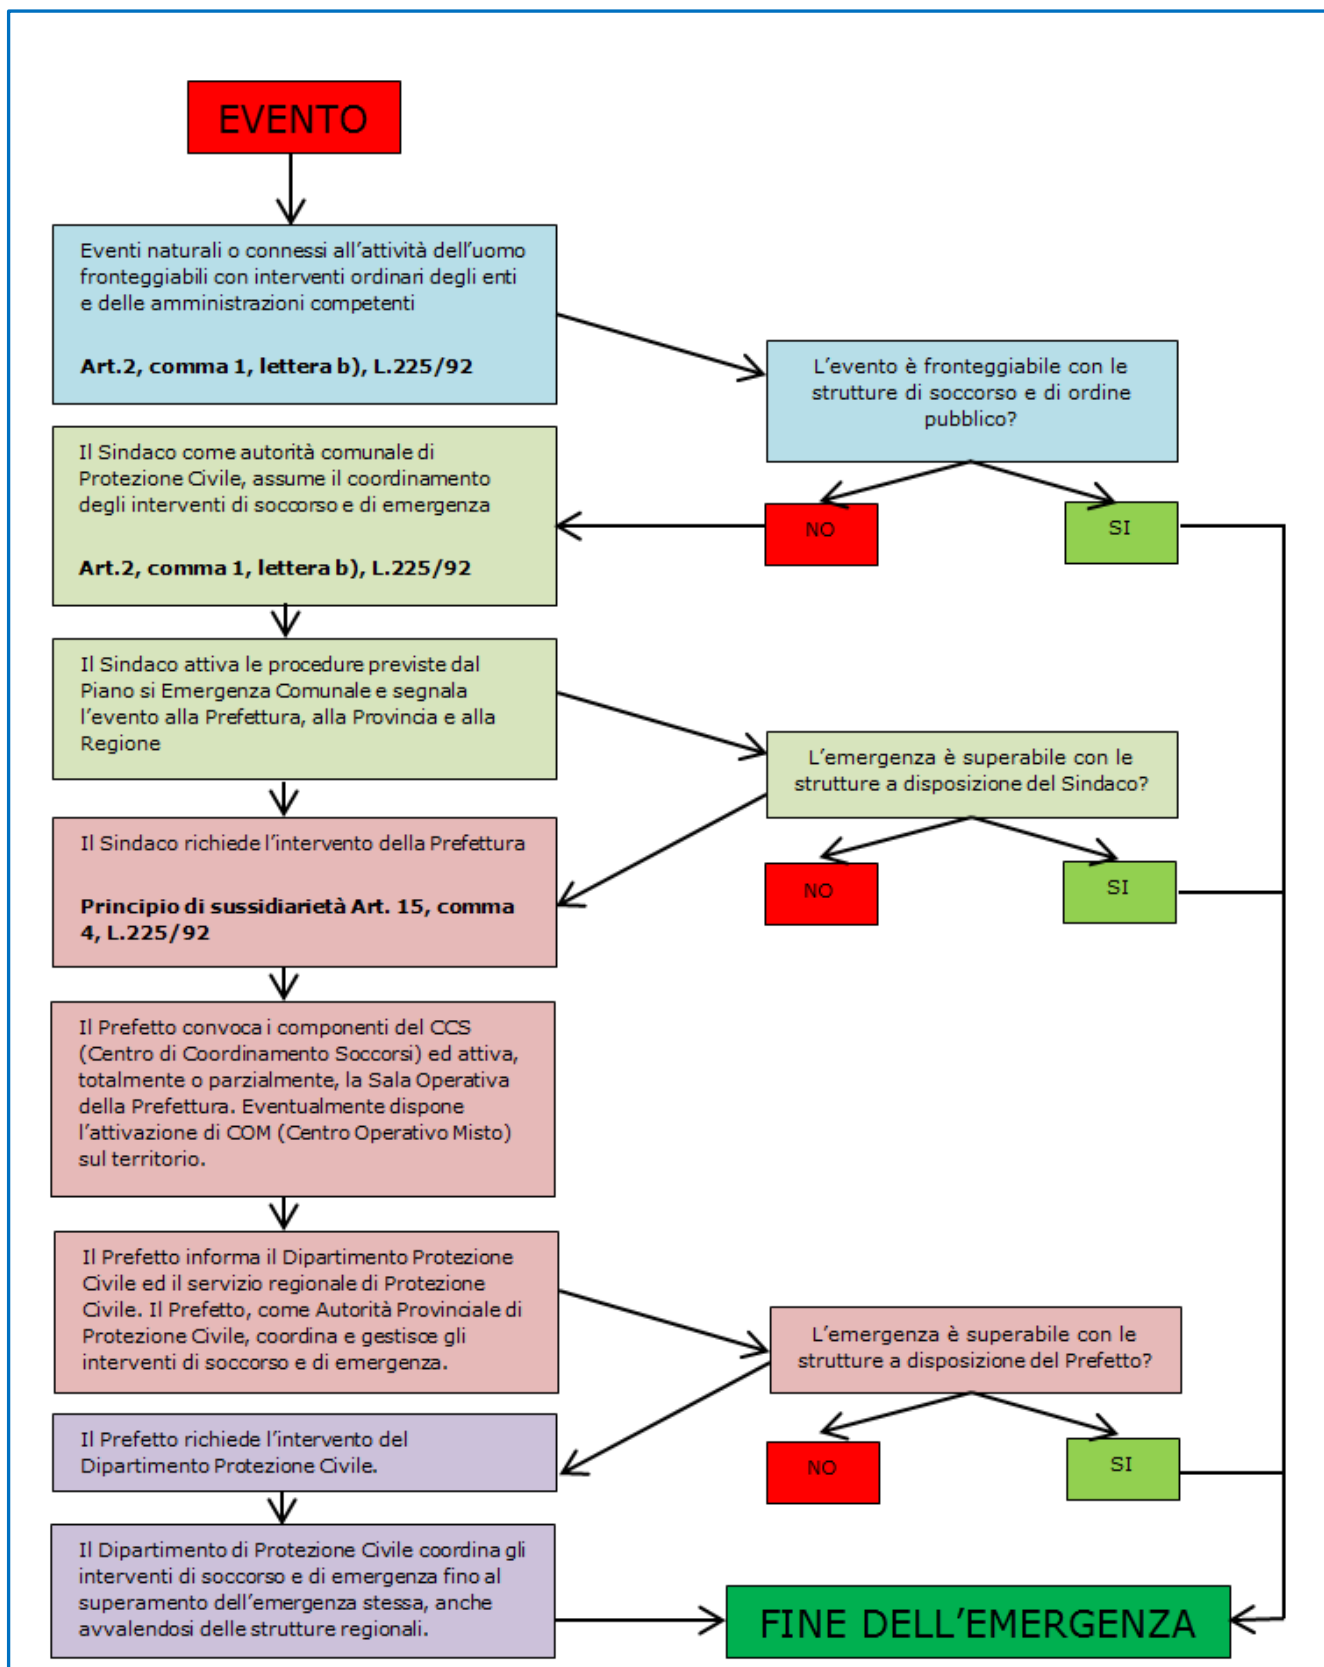 EVENTO
Eventi naturali o connessi all'attività dell'uomo
fronteggiabili con interventi ordinari degli enti
e delle amministrazioni competenti
Art.2, comma 1, lettera b), L.225/92
L'evento è fronteggiabile con le
strutture di soccorso e di ordine
pubblico?
NO
SI
Il Sindaco come autorità comunale di
Protezione Civile, assume il coordinamento
degli interventi di soccorso e di emergenza
Art.2, comma 1, lettera b), L.225/92
Il Sindaco attiva le procedure previste dal
Piano si Emergenza Comunale e segnala
l'evento alla Prefettura, alla Provincia e alla
Regione
L'emergenza è superabile con le
strutture a disposizione del Sindaco?
NO
SI
Il Sindaco richiede l'intervento della Prefettura
Principio di sussidiarietà Art. 15, comma
4, L.225/92
Il Prefetto convoca i componenti del CCS
(Centro di Coordinamento Soccorsi) ed attiva,
totalmente o parzialmente, la Sala Operativa
della Prefettura. Eventualmente dispone
l'attivazione di COM (Centro Operativo Misto)
sul territorio.
Il Prefetto informa il Dipartimento Protezione
Civile ed il servizio regionale di Protezione
Civile. Il Prefetto, come Autorità Provinciale di
Protezione Civile, coordina e gestisce gli
interventi di soccorso e di emergenza.
L'emergenza è superabile con le
strutture a disposizione del Prefetto?
NO
SI
Il Prefetto richiede l'intervento del
Dipartimento Protezione Civile.
Il Dipartimento di Protezione Civile coordina gli
interventi di soccorso e di emergenza fino al
superamento dell'emergenza stessa, anche
avvalendosi delle strutture regionali.
FINE DELL'EMERGENZA